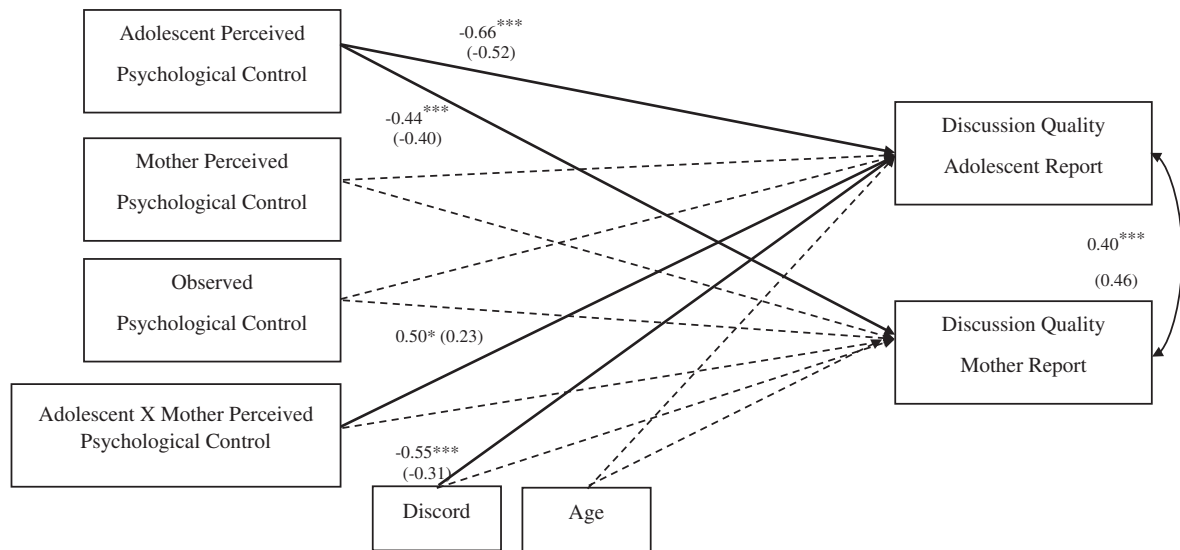 Adolescent Perceived
Psychological Control
-0.66***
(-0.52)
-0.44***
(-0.40)
Mother Perceived
Psychological Control
Discussion Quality
Adolescent Report
Observed
Psychological Control
0.40***
(0.46)
0.50* (0.23)
Discussion Quality
Mother Report
Adolescent X Mother Perceived
Psychological Control
-0.55***
(-0.31)
Discord
Age